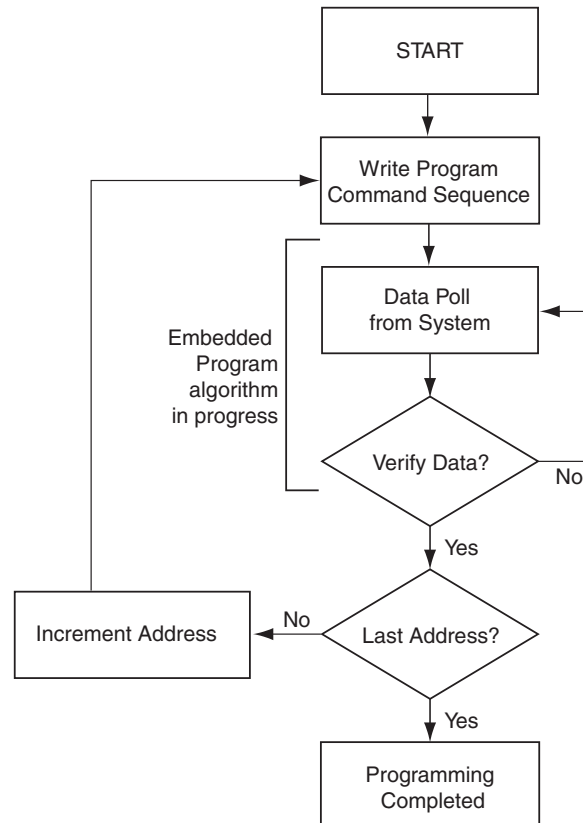 START
Write Program
Command Sequence
Data Poll
from System
Embedded
Program
algorithm
in progress
Verify Data?
No
Yes
No
Increment Address
Last Address?
Yes
Programming
Completed